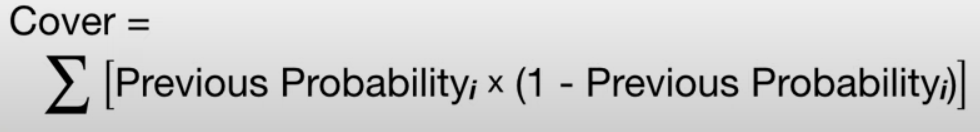 Cover =
∑ [Previous Probabilityᵢ × (1 - Previous Probabilityᵢ)]